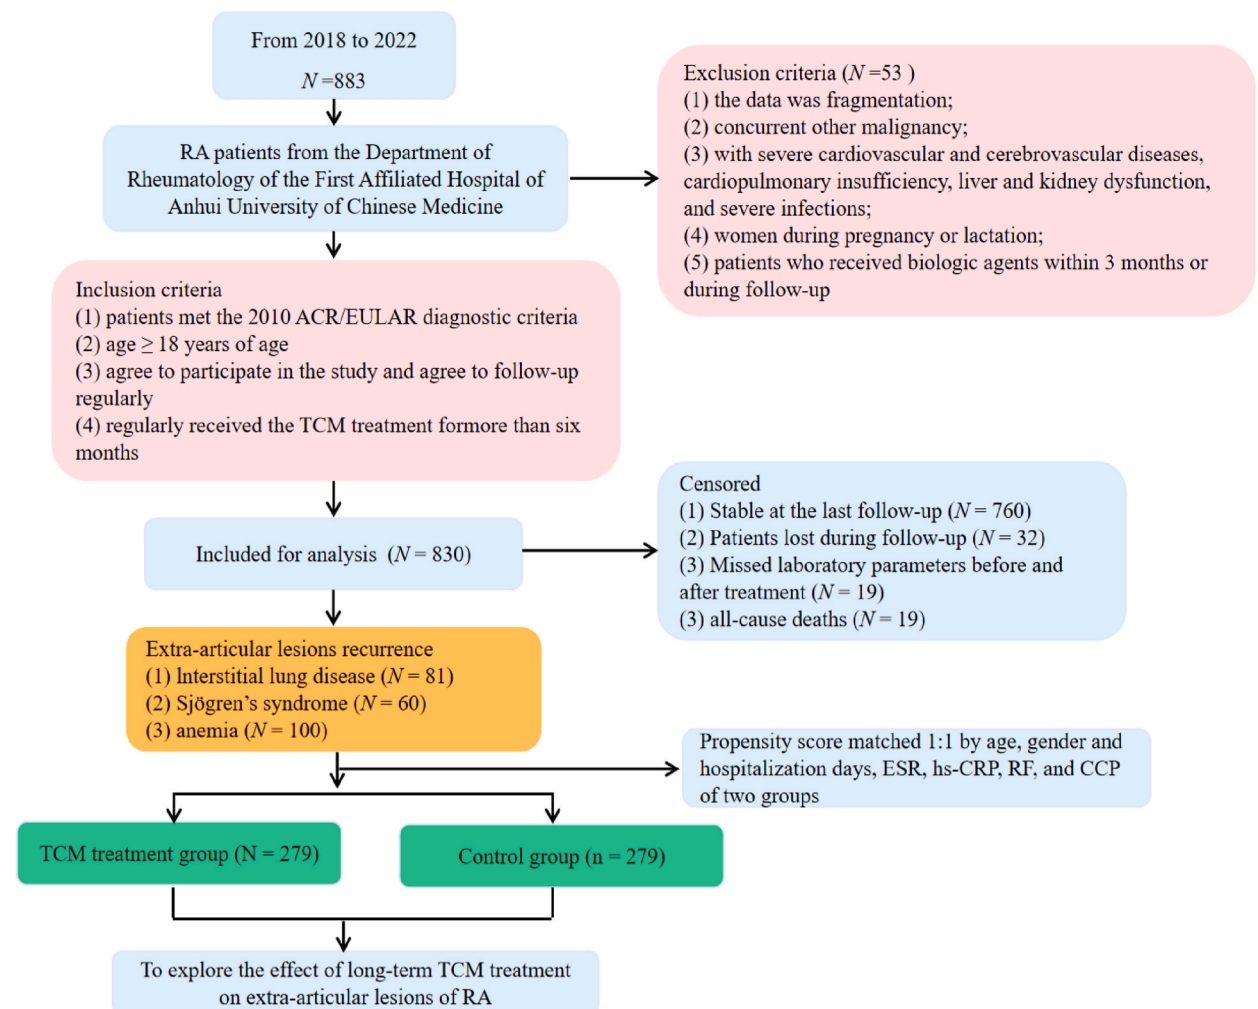 From 2018 to 2022
N =883
RA patients from the Department of
Rheumatology of the First Affiliated Hospital of
Anhui University of Chinese Medicine
Exclusion criteria (N =53 )
(1) the data was fragmentation;
(2) concurrent other malignancy;
(3) with severe cardiovascular and cerebrovascular diseases,
cardiopulmonary insufficiency, liver and kidney dysfunction,
and severe infections;
(4) women during pregnancy or lactation;
(5) patients who received biologic agents within 3 months or
during follow-up
Inclusion criteria
(1) patients met the 2010 ACR/EULAR diagnostic criteria
(2) age ≥ 18 years of age
(3) agree to participate in the study and agree to follow-up
regularly
(4) regularly received the TCM treatment formore than six
months
Included for analysis (N = 830)
Censored
(1) Stable at the last follow-up (N = 760)
(2) Patients lost during follow-up (N = 32)
(3) Missed laboratory parameters before and
after treatment (N = 19)
(3) all-cause deaths (N = 19)
Extra-articular lesions recurrence
(1) lnterstitial lung disease (N = 81)
(2) Sjögren’s syndrome (N = 60)
(3) anemia (N = 100)
Propensity score matched 1:1 by age, gender and
hospitalization days, ESR, hs-CRP, RF, and CCP
of two groups
TCM treatment group (N = 279)
Control group (n = 279)
To explore the effect of long-term TCM treatment
on extra-articular lesions of RA